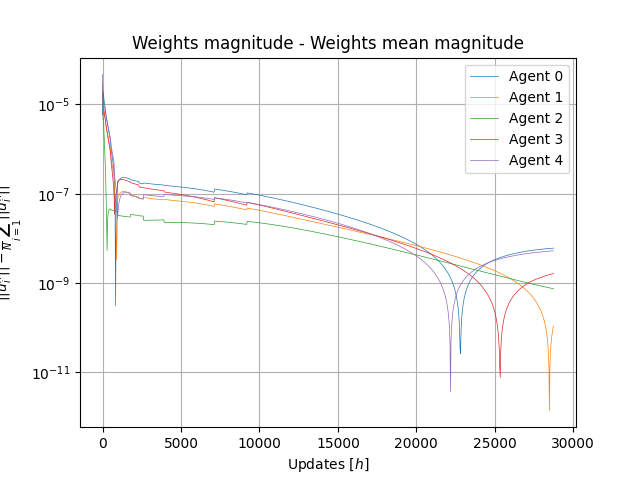 Weights magnitude - Weights mean magnitude
Agent 0
Agent 1
Agent 2
Agent 3
Agent 4
10⁻⁵
10⁻⁷
10⁻⁹
10⁻¹¹
0 5000 10000 15000 20000 25000 30000
Updates [h]